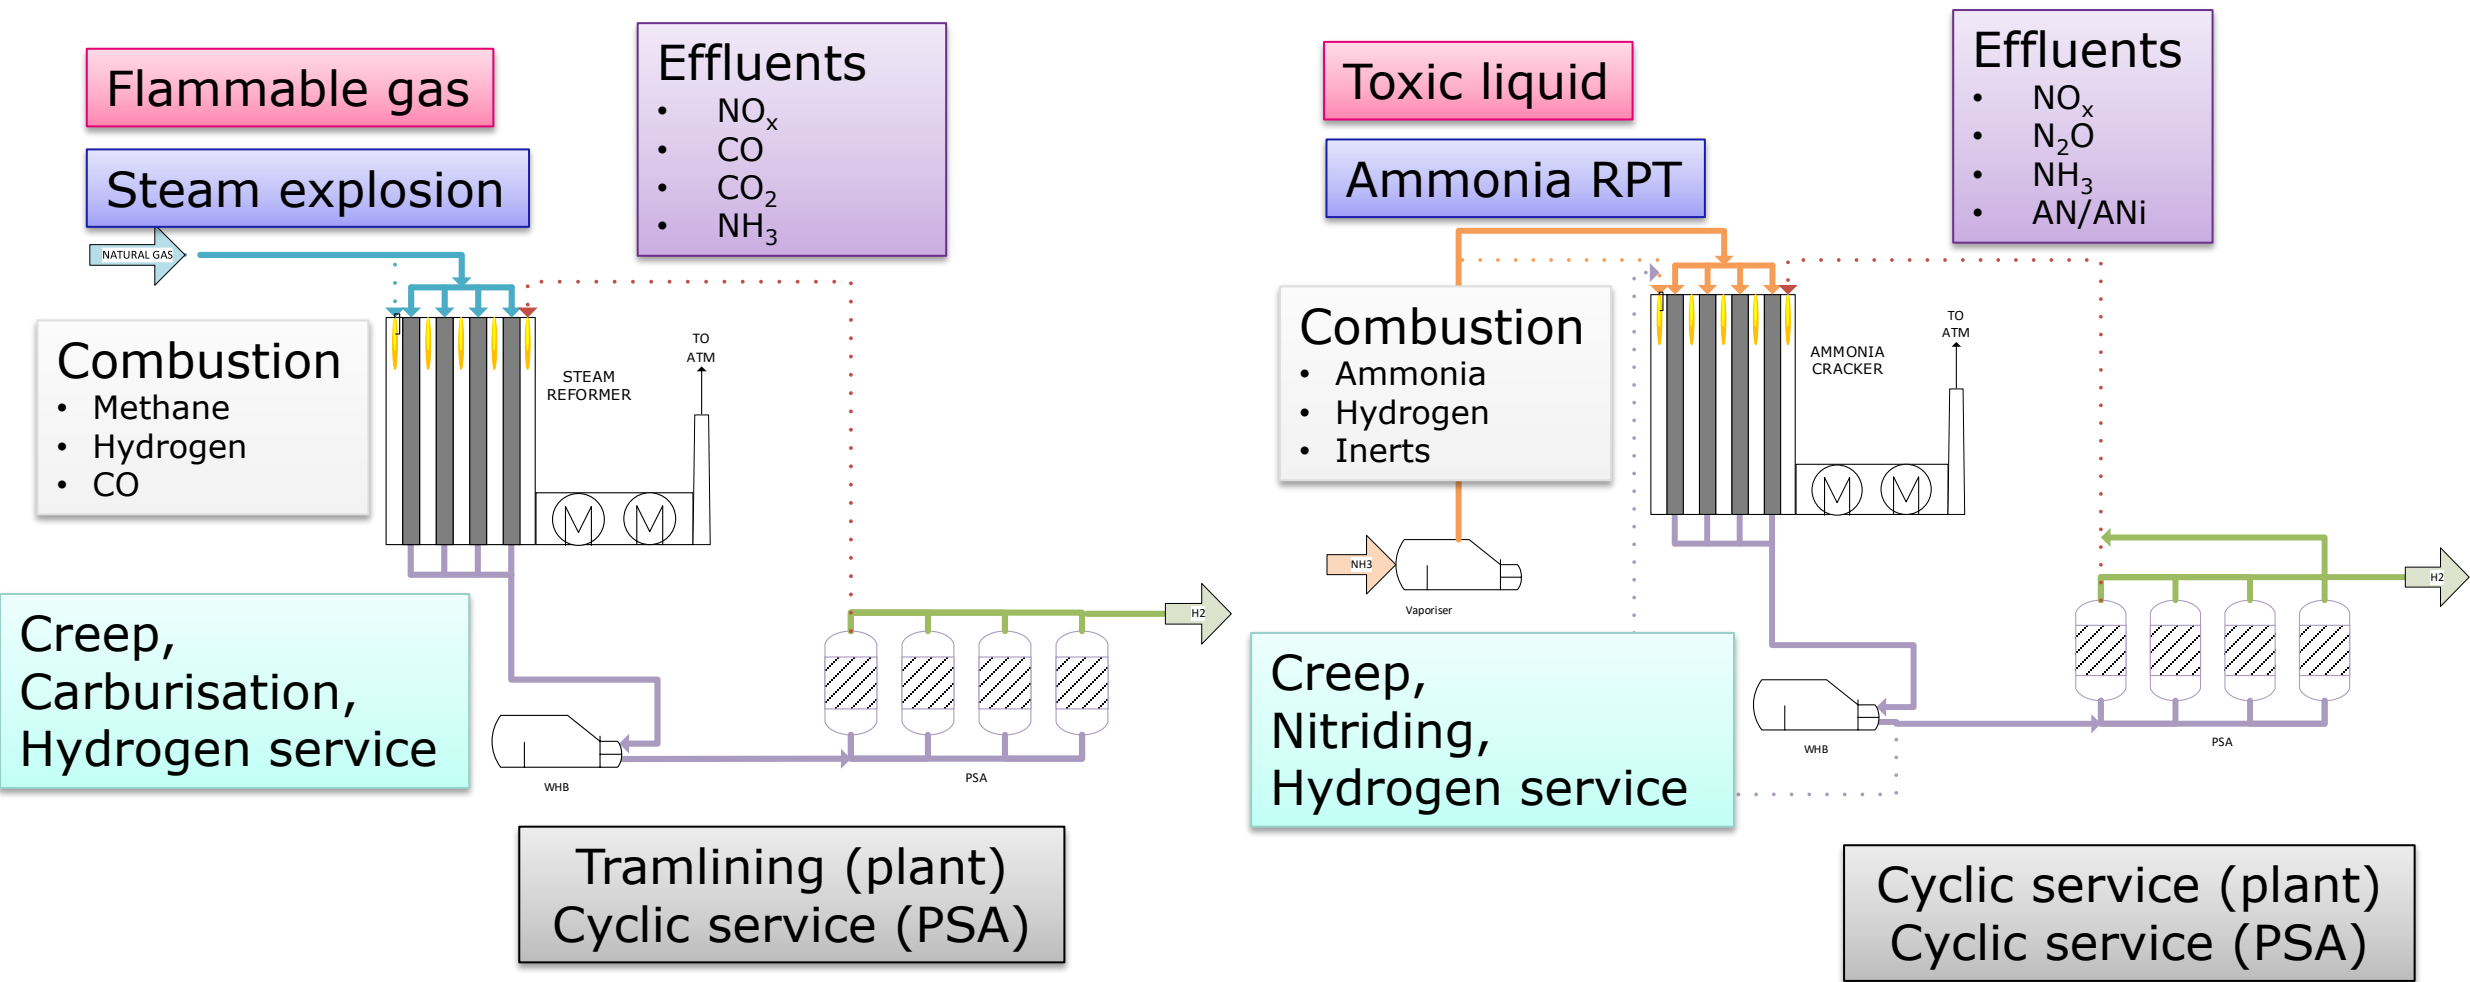 Flammable gas
Steam explosion
Effluents
• NOx
• CO
• CO2
• NH3
NATURAL GAS
Combustion
• Methane
• Hydrogen
• CO
STEAM
REFORMER
TO
ATM
Creep,
Carburisation,
Hydrogen service
WHB
PSA
H2
Tramlining (plant)
Cyclic service (PSA)
Toxic liquid
Ammonia RPT
Effluents
• NOx
• N2O
• NH3
• AN/ANi
Combustion
• Ammonia
• Hydrogen
• Inerts
AMMONIA
CRACKER
TO
ATM
NH3
Vaporiser
Creep,
Nitriding,
Hydrogen service
WHB
PSA
H2
Cyclic service (plant)
Cyclic service (PSA)